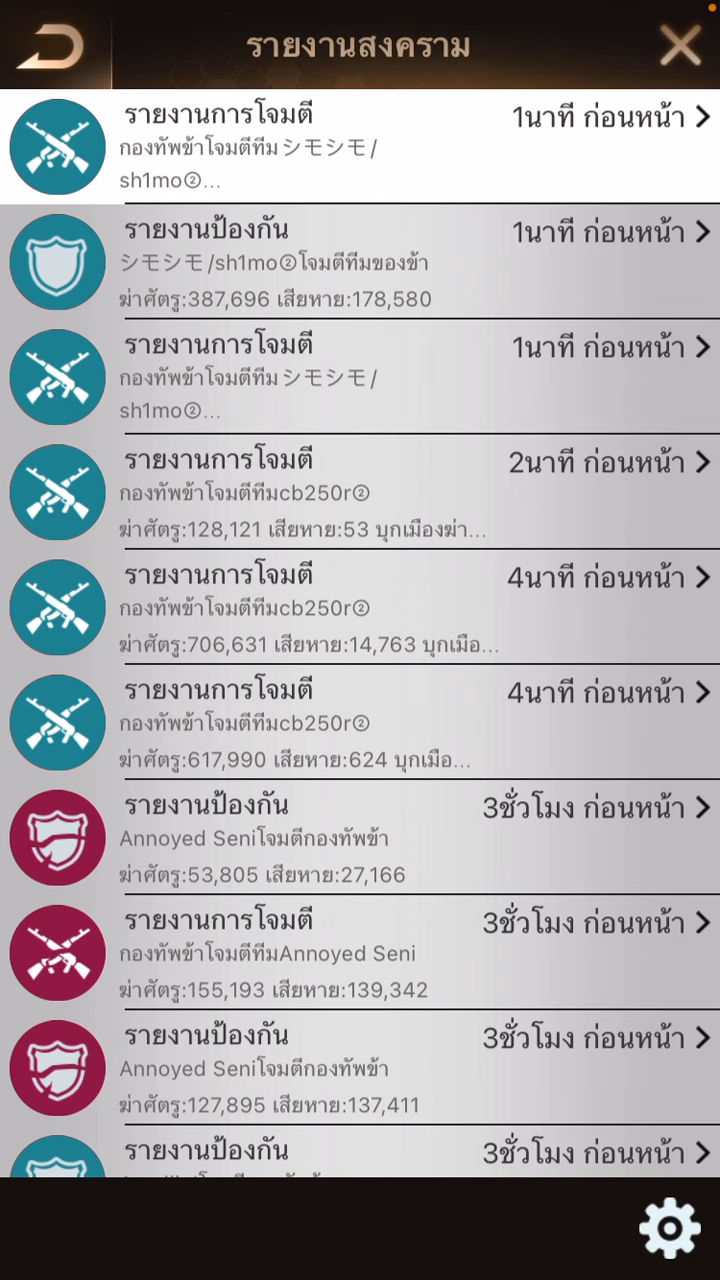 รายงานสงคราม
รายงานการโจมตี
1นาที ก่อนหน้า
กองทัพข้าโจมตีทีมシモシモ/
sh1mo②...
รายงานป้องกัน
1นาที ก่อนหน้า
シモシモ/sh1mo②โจมตีทีมของข้า
ฆ่าศัตรู:387,696 เสียหาย:178,580
รายงานการโจมตี
1นาที ก่อนหน้า
กองทัพข้าโจมตีทีมシモシモ/
sh1mo②...
รายงานการโจมตี
2นาที ก่อนหน้า
กองทัพข้าโจมตีทีมcb250r②
ฆ่าศัตรู:128,121 เสียหาย:53 บุกเมืองฆ่า...
รายงานการโจมตี
4นาที ก่อนหน้า
กองทัพข้าโจมตีทีมcb250r②
ฆ่าศัตรู:706,631 เสียหาย:14,763 บุกเมือ...
รายงานการโจมตี
4นาที ก่อนหน้า
กองทัพข้าโจมตีทีมcb250r②
ฆ่าศัตรู:617,990 เสียหาย:624 บุกเมือ...
รายงานป้องกัน
3ชั่วโมง ก่อนหน้า
Annoyed Seniโจมตีกองทัพข้า
ฆ่าศัตรู:53,805 เสียหาย:27,166
รายงานการโจมตี
3ชั่วโมง ก่อนหน้า
กองทัพข้าโจมตีทีมAnnoyed Seni
ฆ่าศัตรู:155,193 เสียหาย:139,342
รายงานป้องกัน
3ชั่วโมง ก่อนหน้า
Annoyed Seniโจมตีกองทัพข้า
ฆ่าศัตรู:127,895 เสียหาย:137,411
รายงานป้องกัน
3ชั่วโมง ก่อนหน้า